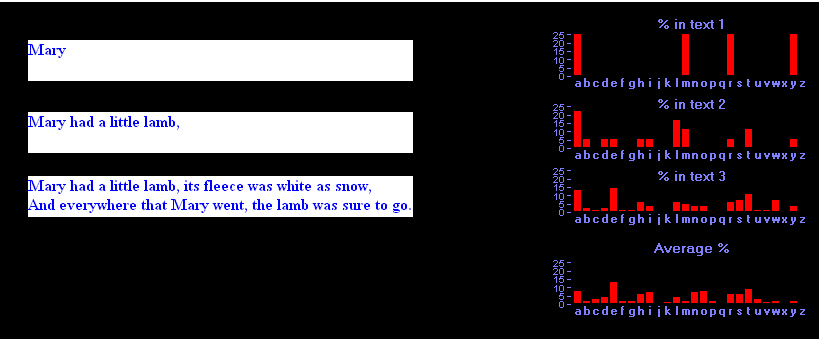 Mary
Mary had a little lamb,
Mary had a little lamb, its fleece was white as snow,
And everywhere that Mary went, the lamb was sure to go.
% in text 1
25
20
15
10
5
0
a b c d e f g h i j k l m n o p q r s t u v w x y z
% in text 2
25
20
15
10
5
0
a b c d e f g h i j k l m n o p q r s t u v w x y z
% in text 3
25
20
15
10
5
0
a b c d e f g h i j k l m n o p q r s t u v w x y z
Average %
25
20
15
10
5
0
a b c d e f g h i j k l m n o p q r s t u v w x y z